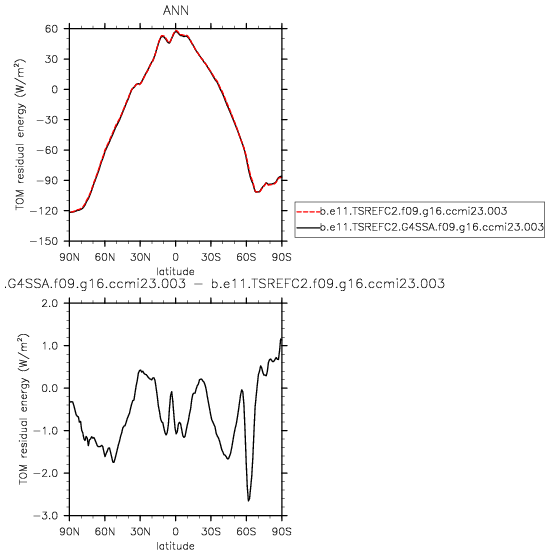 ANN
TOM residual energy (W/m²)
60
30
0
−30
−60
−90
−120
−150
90N 60N 30N 0 30S 60S 90S
latitude
b.e11.TSREFC2.f09.g16.ccmi23.003
b.e11.TSREFC2.G4SSA.f09.g16.ccmi23.003
.G4SSA.f09.g16.ccmi23.003 − b.e11.TSREFC2.f09.g16.ccmi23.003
TOM residual energy (W/m²)
2.0
1.0
0.0
−1.0
−2.0
−3.0
90N 60N 30N 0 30S 60S 90S
latitude